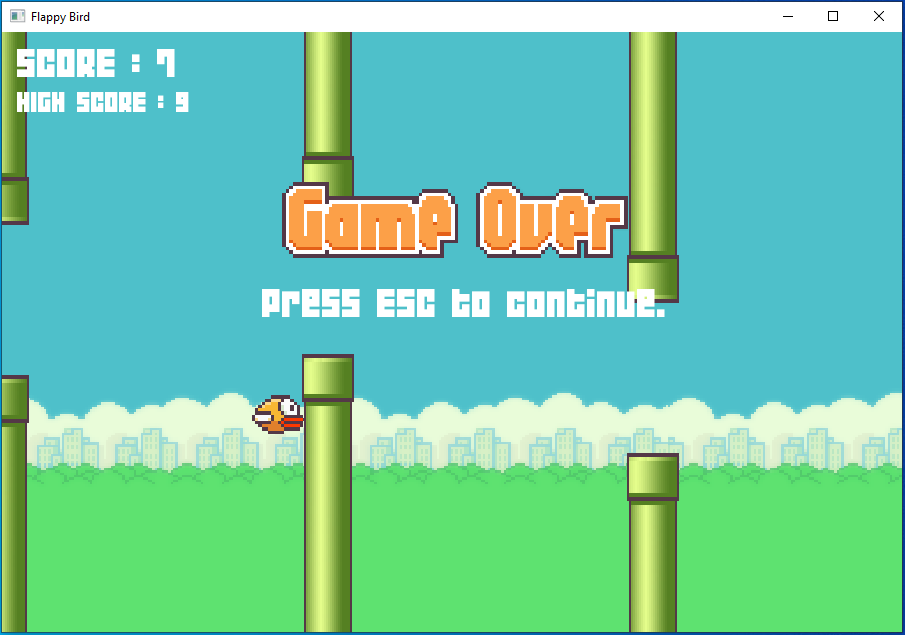 Flappy Bird
SCORE : 7
HIGH SCORE : 9
Game Over
press ESC to continue.